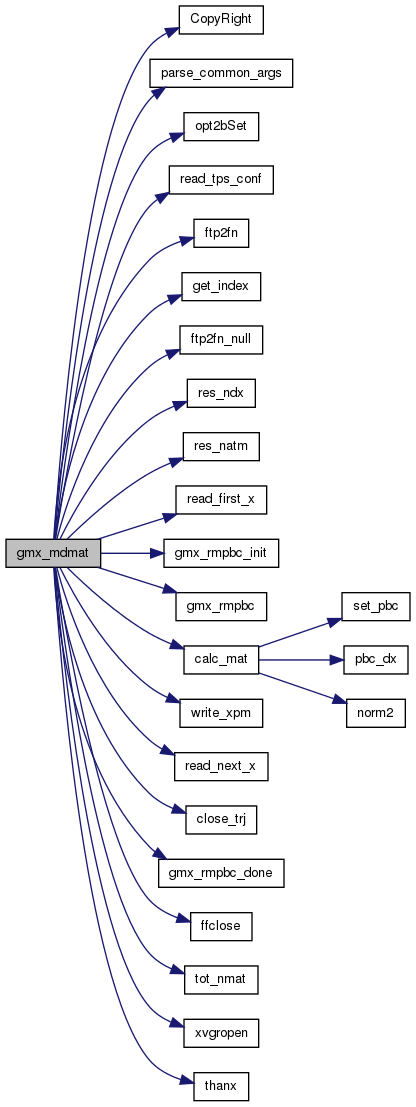 CopyRight
parse_common_args
opt2bSet
read_tps_conf
ftp2fn
get_index
ftp2fn_null
res_ndx
res_natm
read_first_x
gmx_mdmat
gmx_rmpbc_init
gmx_rmpbc
set_pbc
calc_mat
pbc_dx
norm2
write_xpm
read_next_x
close_trj
gmx_rmpbc_done
ffclose
tot_nmat
xvgropen
thanx